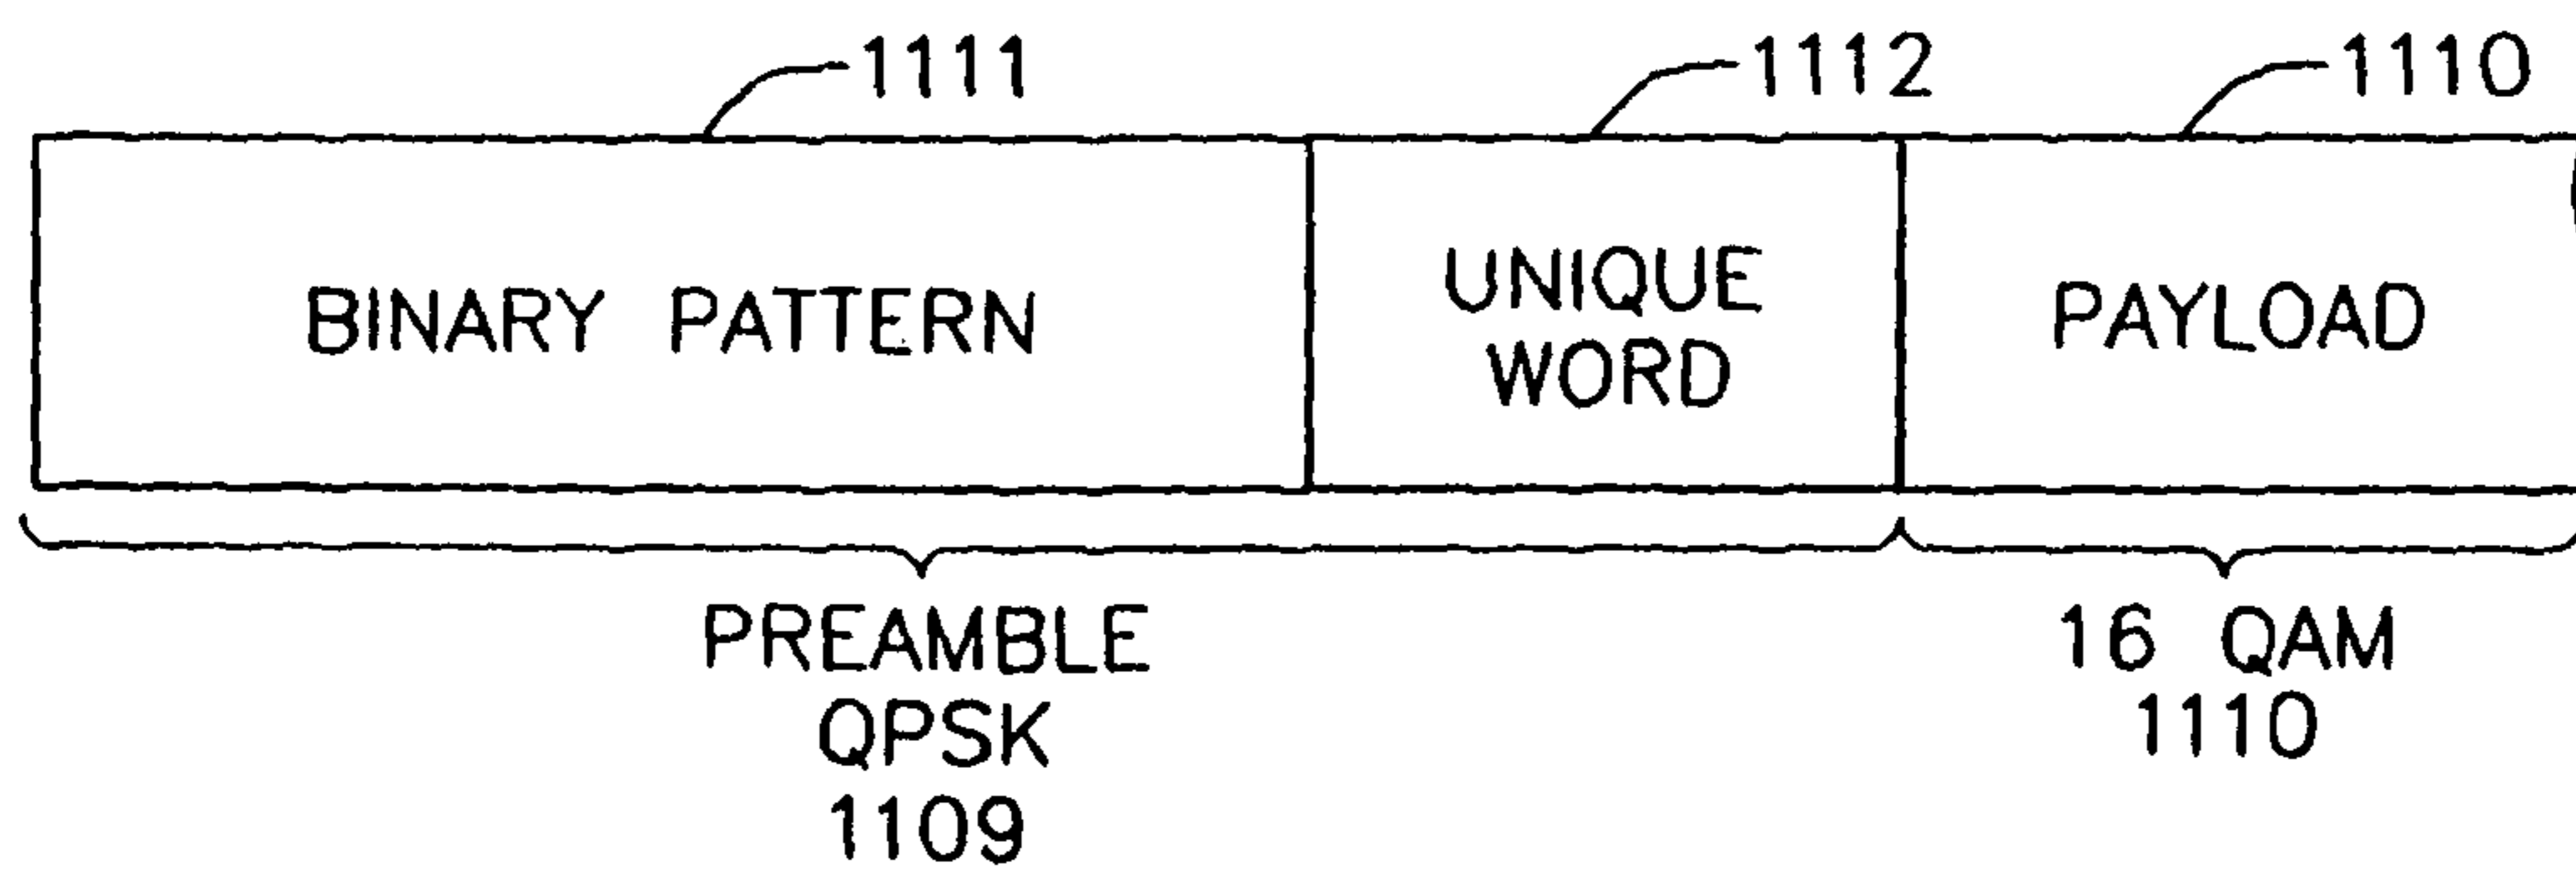 1111
1112
1110
BINARY PATTERN
UNIQUE
WORD
PAYLOAD
PREAMBLE
QPSK
1109
16 QAM
1110